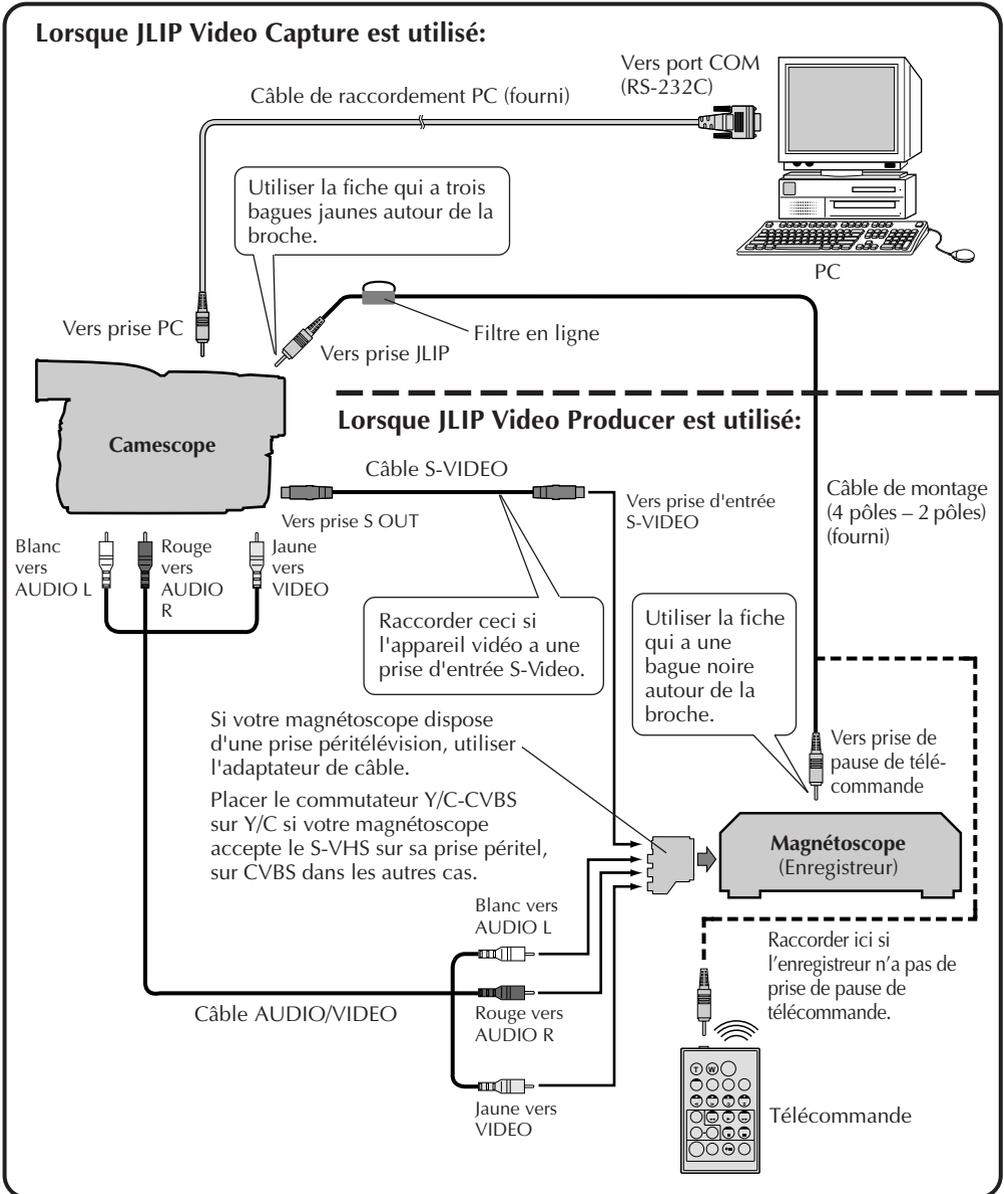 Lorsque JLIP Video Capture est utilisé:
Vers port COM
(RS-232C)
Câble de raccordement PC (fourni)
Utiliser la fiche qui a trois
bagues jaunes autour de la
broche.
PC
Vers prise PC
Filtre en ligne
Vers prise JLIP
Lorsque JLIP Video Producer est utilisé:
Camescope
Câble S-VIDEO
Vers prise S OUT
Vers prise d'entrée
S-VIDEO
Câble de montage
(4 pôles – 2 pôles)
(fourni)
Blanc
vers
AUDIO L
Rouge
vers
AUDIO
R
Jaune
vers
VIDEO
Raccorder ceci si
l'appareil vidéo a une
prise d'entrée S-Video.
Utiliser la fiche
qui a une
bague noire
autour de la
broche.
Si votre magnétoscope dispose
d'une prise péritélévision, utiliser
l'adaptateur de câble.
Placer le commutateur Y/C-CVBS
sur Y/C si votre magnétoscope
accepte le S-VHS sur sa prise péritel,
sur CVBS dans les autres cas.
Vers prise de
pause de télé-
commande
Magnétoscope
(Enregistreur)
Blanc vers
AUDIO L
Raccorder ici si
l’enregistreur n’a pas de
prise de pause de
télécommande.
Câble AUDIO/VIDEO
Rouge vers
AUDIO R
T W
Jaune vers
VIDEO
Télécommande